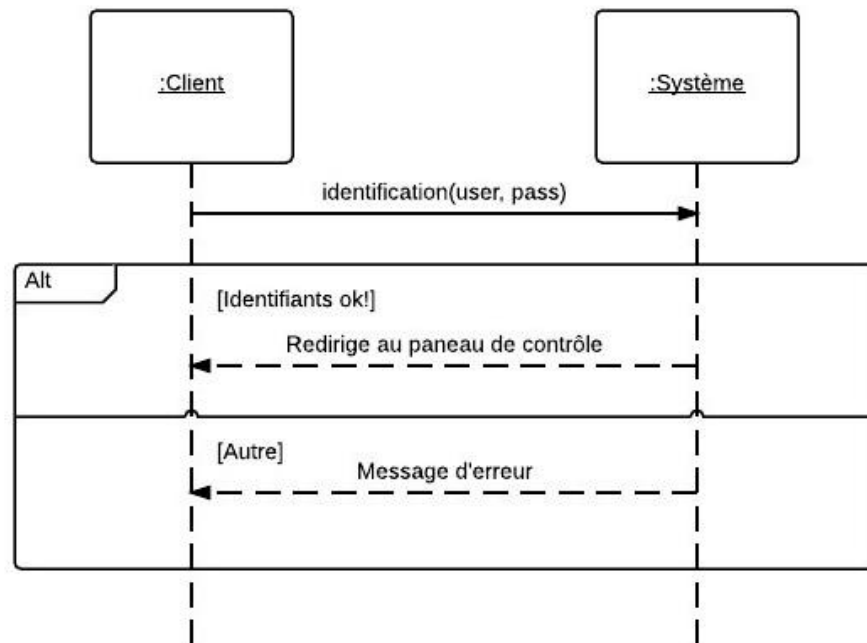 :Client
:Système
identification(user, pass)
Alt
[Identifiants ok!]
Redirige au paneau de contrôle
[Autre]
Message d'erreur